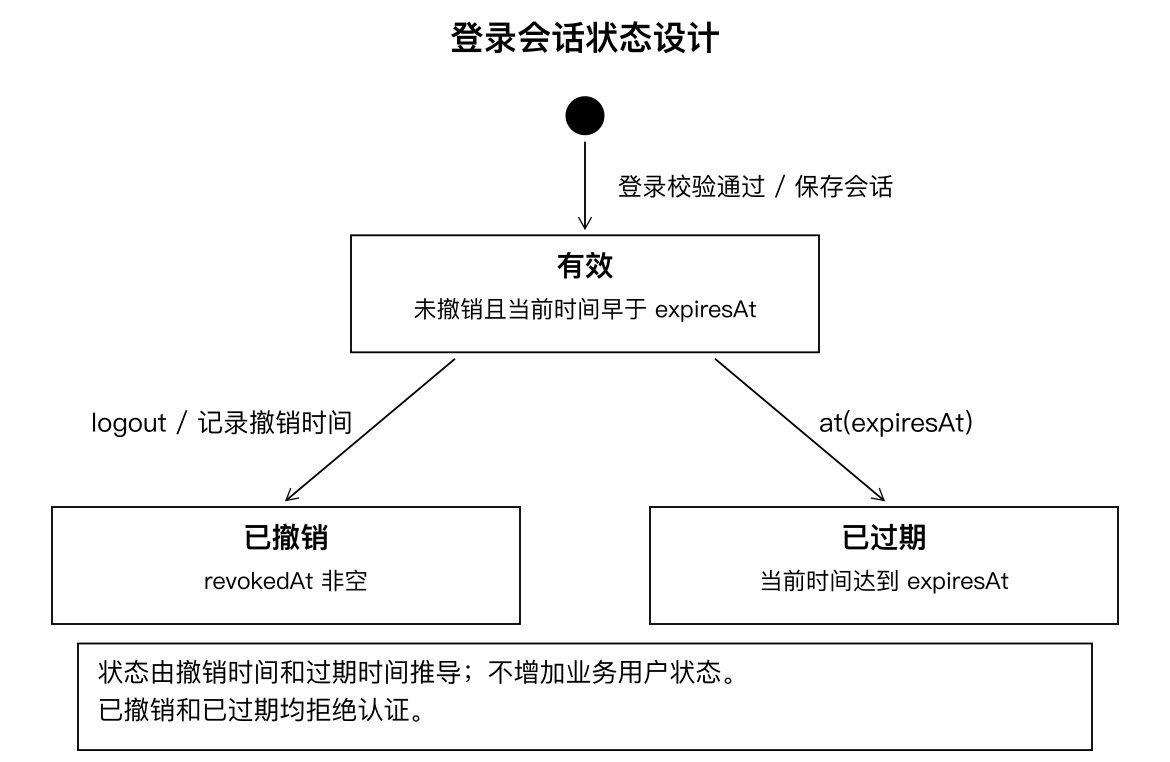 登录会话状态设计
登录校验通过 / 保存会话
有效
未撤销且当前时间早于 expiresAt
logout / 记录撤销时间
at(expiresAt)
已撤销
revokedAt 非空
已过期
当前时间达到 expiresAt
状态由撤销时间和过期时间推导；不增加业务用户状态。
已撤销和已过期均拒绝认证。